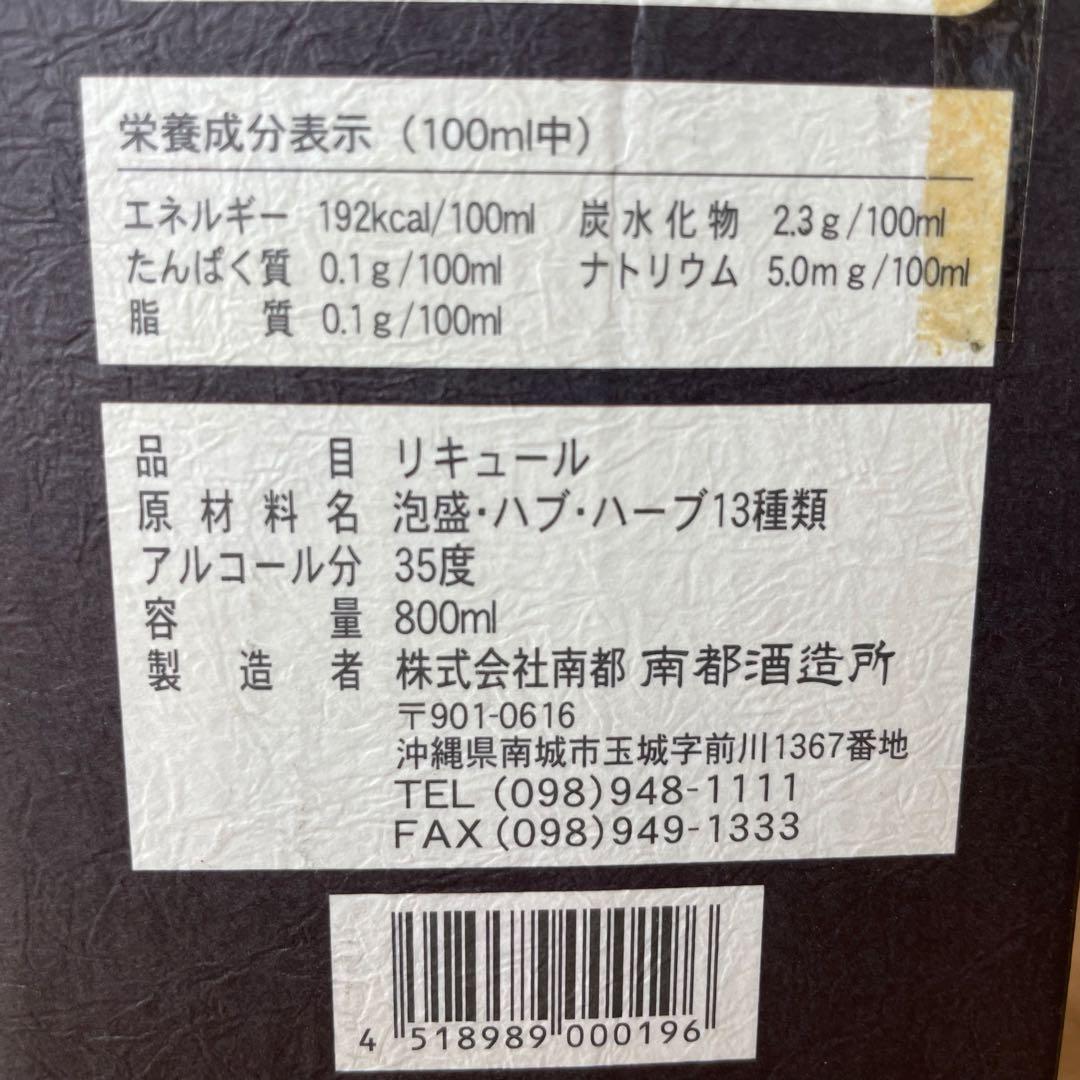 栄養成分表示（100ml中）
エネルギー 192kcal/100ml 炭水化物 2.3g/100ml
たんぱく質 0.1g/100ml ナトリウム 5.0mg/100ml
脂質 0.1g/100ml
品目 リキュール
原材料名 泡盛・ハブ・ハーブ13種類
アルコール分 35度
容量 800ml
製造者 株式会社南都 南都酒造所
〒901-0616
沖縄県南城市玉城字前川1367番地
TEL (098)948-1111
FAX (098)949-1333
4 518989 000196